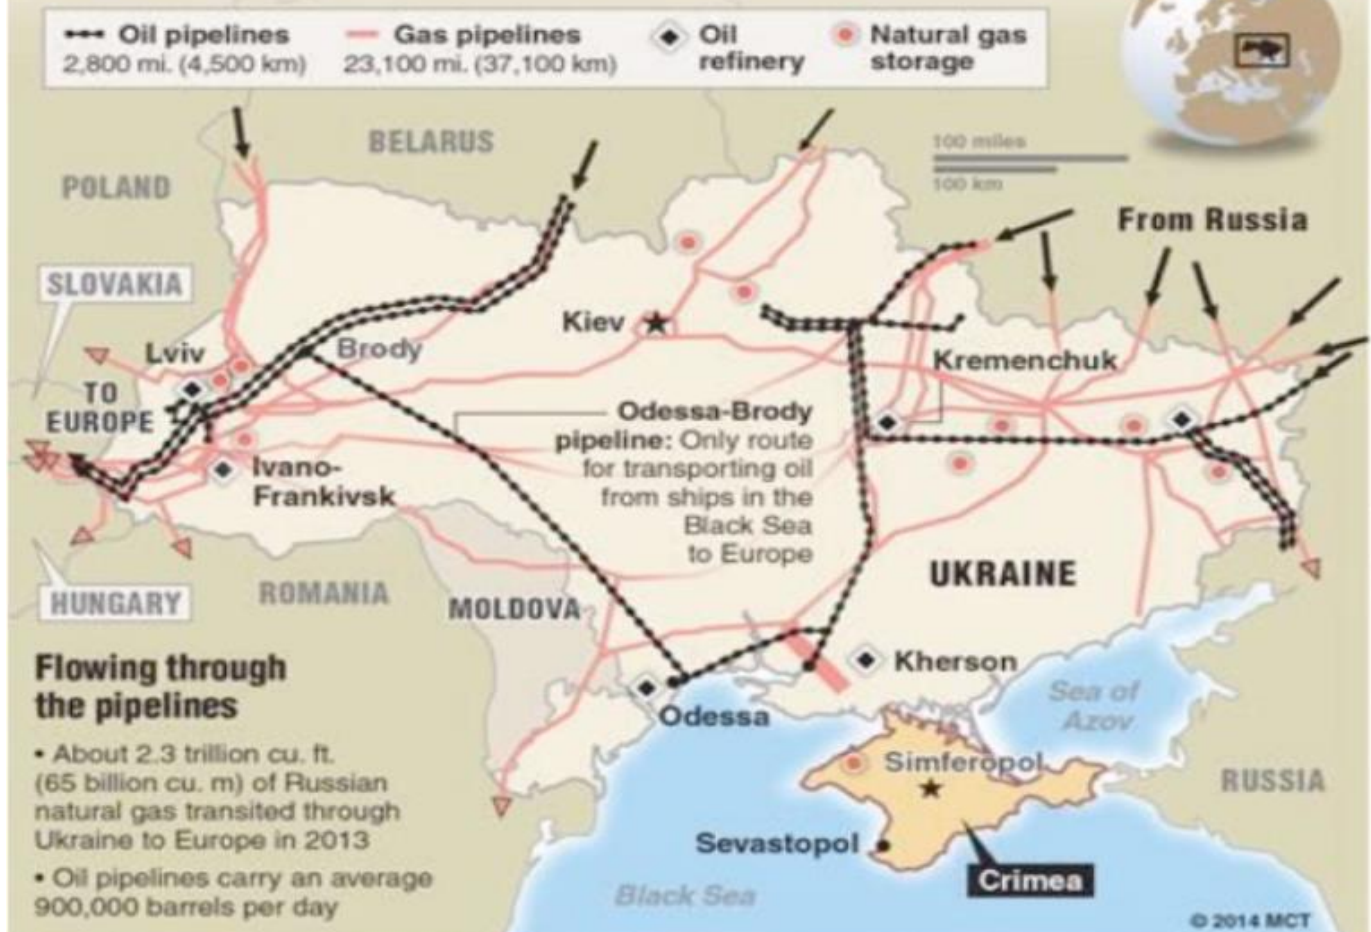 Oil pipelines
2,800 mi. (4,500 km)
Gas pipelines
23,100 mi. (37,100 km)
Oil
refinery
Natural gas
storage
BELARUS
POLAND
100 miles
100 km
From Russia
SLOVAKIA
Kiev
Lviv
Brody
Kremenchuk
TO
EUROPE
Odessa-Brody
pipeline: Only route
for transporting oil
from ships in the
Black Sea
to Europe
Ivano-
Frankivsk
UKRAINE
HUNGARY
ROMANIA
MOLDOVA
Kherson
Sea of
Azov
Odessa
Simferopol
RUSSIA
Sevastopol
Crimea
Black Sea
Flowing through
the pipelines
• About 2.3 trillion cu. ft.
(65 billion cu. m) of Russian
natural gas transited through
Ukraine to Europe in 2013
• Oil pipelines carry an average
900,000 barrels per day
© 2014 MCT